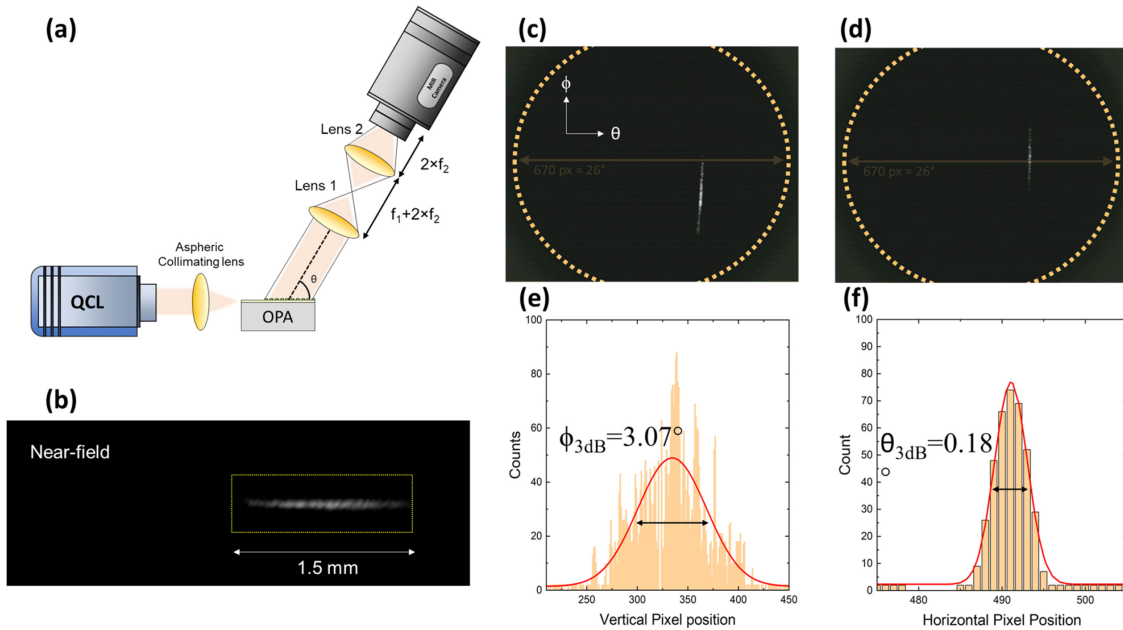 (a)
MIR
Camera
Lens 2
2×f2
Lens 1
f1+2×f2
Aspheric
Collimating lens
θ
QCL
OPA
(b)
Near-field
1.5 mm
(c)
ϕ
θ
670 px = 26°
(d)
670 px = 26°
(e)
100
80
60
40
20
0
Counts
ϕ3dB=3.07°
250 300 350 400 450
Vertical Pixel position
(f)
100
90
80
70
60
50
40
30
20
10
0
Count
θ3dB=0.18
°
480 490 500
Horizontal Pixel Position